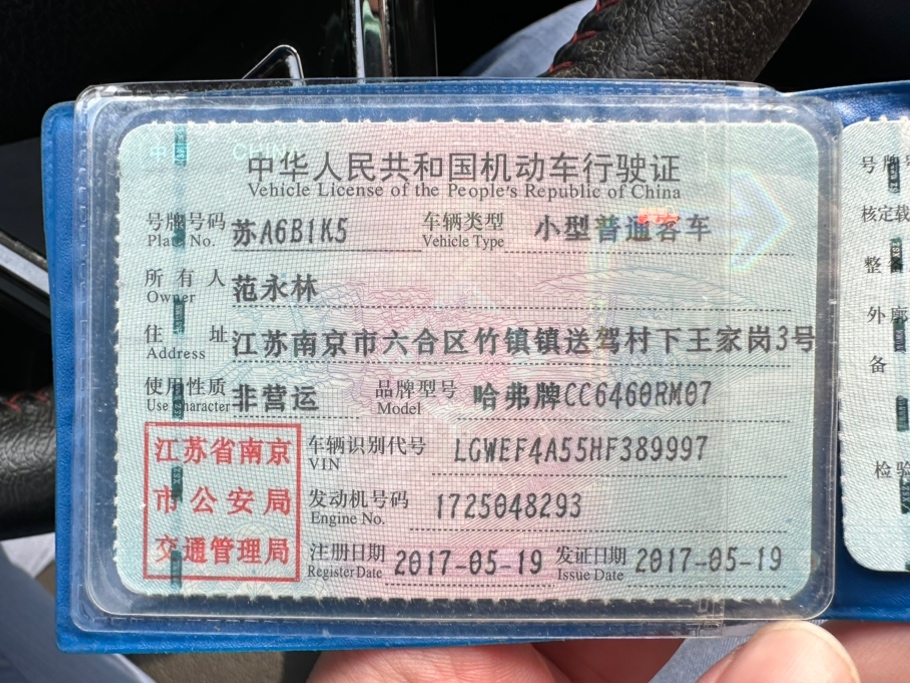 中国 CHINA
中华人民共和国机动车行驶证
Vehicle License of the People's Republic of China
号牌号码 苏A6B1K5 车辆类型 小型普通客车
Plate No. Vehicle Type
所有人 范永林
Owner
住址 江苏南京市六合区竹镇镇送驾村下王家岗3号
Address
使用性质 非营运 品牌型号 哈弗牌CC6460RM07
Use Character Model
江苏省南京
市公安局
交通管理局
车辆识别代号 LGWEF4A55HF389997
VIN
发动机号码 1725048293
Engine No.
注册日期 2017-05-19 发证日期 2017-05-19
Register Date Issue Date
号牌
核定载
整备
外廓
备
检验